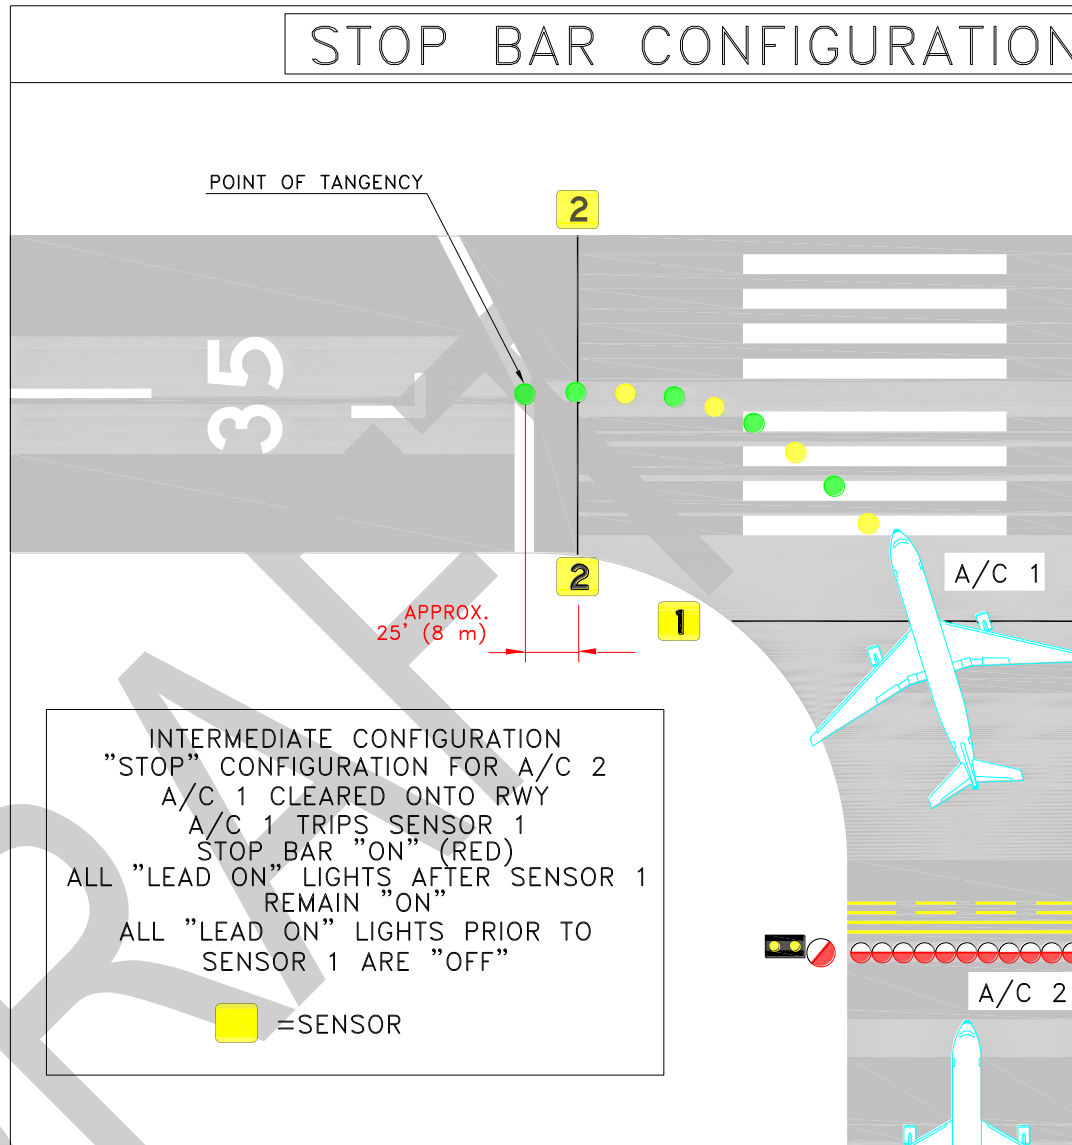 STOP BAR CONFIGURATION
POINT OF TANGENCY
2
35
L
2
A/C 1
1
APPROX.
25' (8 m)
INTERMEDIATE CONFIGURATION
"STOP" CONFIGURATION FOR A/C 2
A/C 1 CLEARED ONTO RWY
A/C 1 TRIPS SENSOR 1
STOP BAR "ON" (RED)
ALL "LEAD ON" LIGHTS AFTER SENSOR 1
REMAIN "ON"
ALL "LEAD ON" LIGHTS PRIOR TO
SENSOR 1 ARE "OFF"
=SENSOR
A/C 2
DRAFT